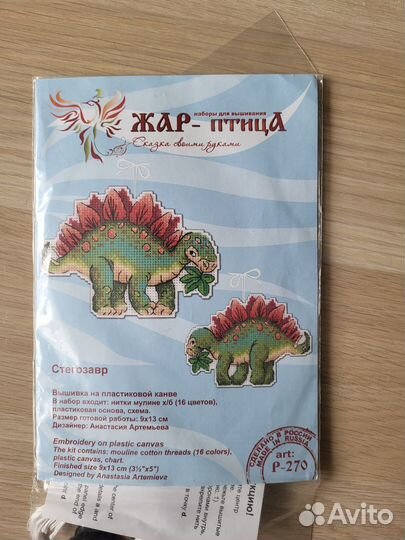 наборы для вышивания
ЖАР-ПТИЦА
Сказка своими руками
Стегозавр
Вышивка на пластиковой канве
В набор входит: нитки мулине х/б (16 цветов),
пластиковая основа, схема.
Размер готовой работы: 9х13 см
Дизайнер: Анастасия Артемьева
Embroidery on plastic canvas
The kit contains: mouline cotton threads (16 colors),
plastic canvas, chart.
Finished size 9x13 cm (3½"x5")
Designed by Anastasia Artemieva
СДЕЛАНО В РОССИИ
MADE IN RUSSIA
art:
P-270
Avito